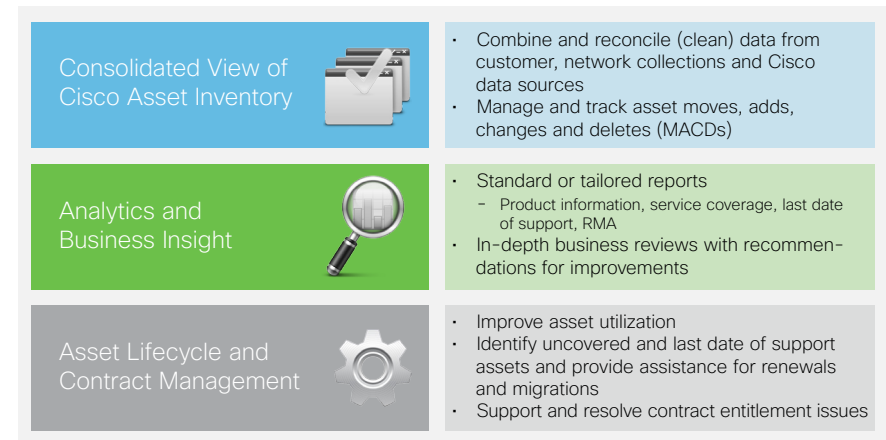 Consolidated View of
Cisco Asset Inventory
· Combine and reconcile (clean) data from
customer, network collections and Cisco
data sources
· Manage and track asset moves, adds,
changes and deletes (MACDs)
Analytics and
Business Insight
· Standard or tailored reports
– Product information, service coverage, last date
of support, RMA
· In-depth business reviews with recommen-
dations for improvements
Asset Lifecycle and
Contract Management
· Improve asset utilization
· Identify uncovered and last date of support
assets and provide assistance for renewals
and migrations
· Support and resolve contract entitlement issues